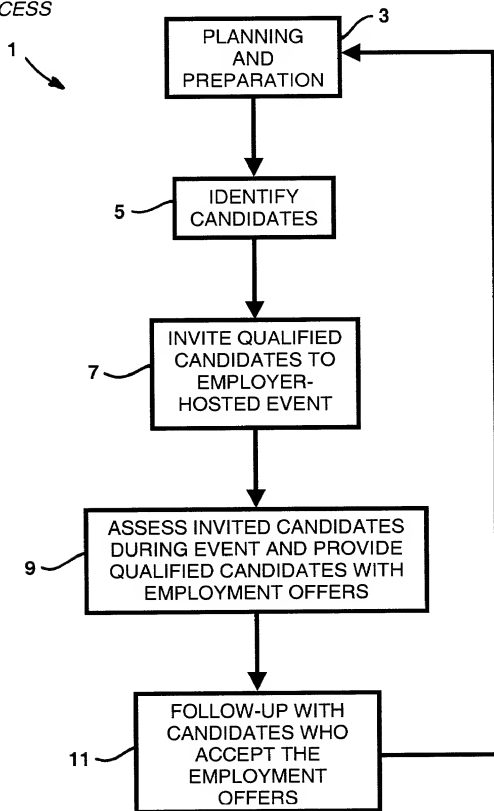 1
3
PLANNING
AND
PREPARATION
5
IDENTIFY
CANDIDATES
7
INVITE QUALIFIED
CANDIDATES TO
EMPLOYER-
HOSTED EVENT
9
ASSESS INVITED CANDIDATES
DURING EVENT AND PROVIDE
QUALIFIED CANDIDATES WITH
EMPLOYMENT OFFERS
11
FOLLOW-UP WITH
CANDIDATES WHO
ACCEPT THE
EMPLOYMENT
OFFERS